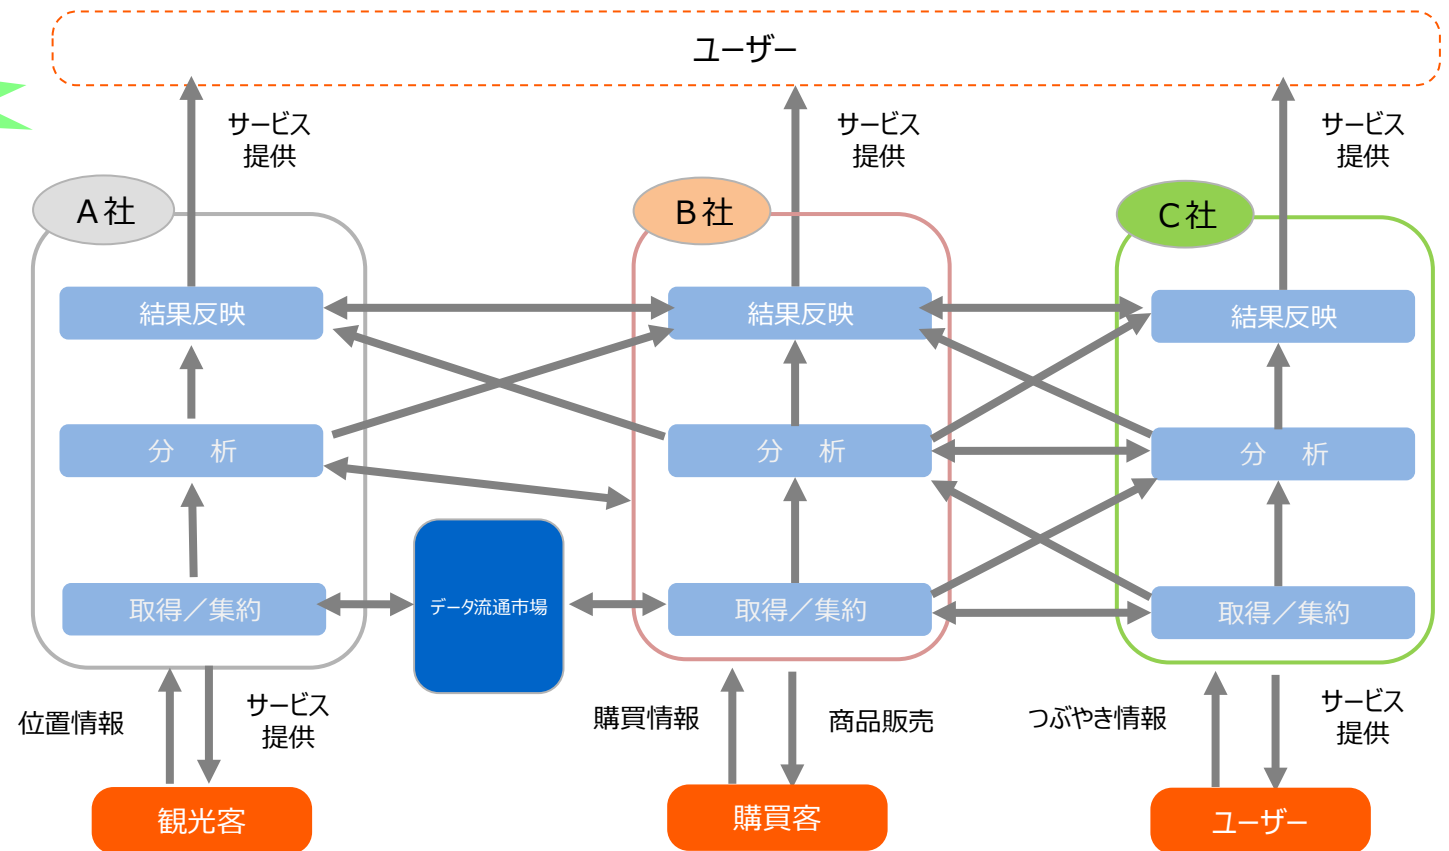 ユーザー
サービス
提供
サービス
提供
サービス
提供
A社
B社
C社
結果反映
結果反映
結果反映
分　析
分　析
分　析
データ流通市場
取得／集約
取得／集約
取得／集約
位置情報
サービス
提供
購買情報
商品販売
つぶやき情報
サービス
提供
観光客
購買客
ユーザー